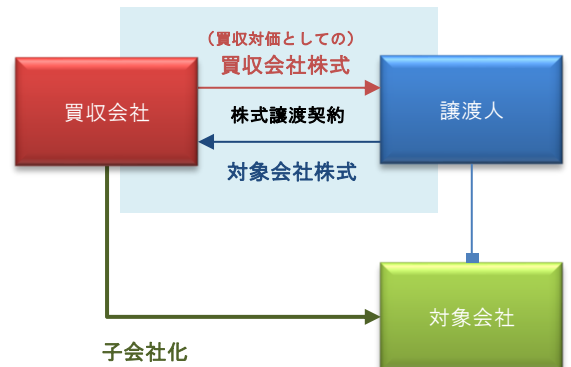 （買収対価としての）
買収会社株式
買収会社
譲渡人
株式譲渡契約
対象会社株式
対象会社
子会社化